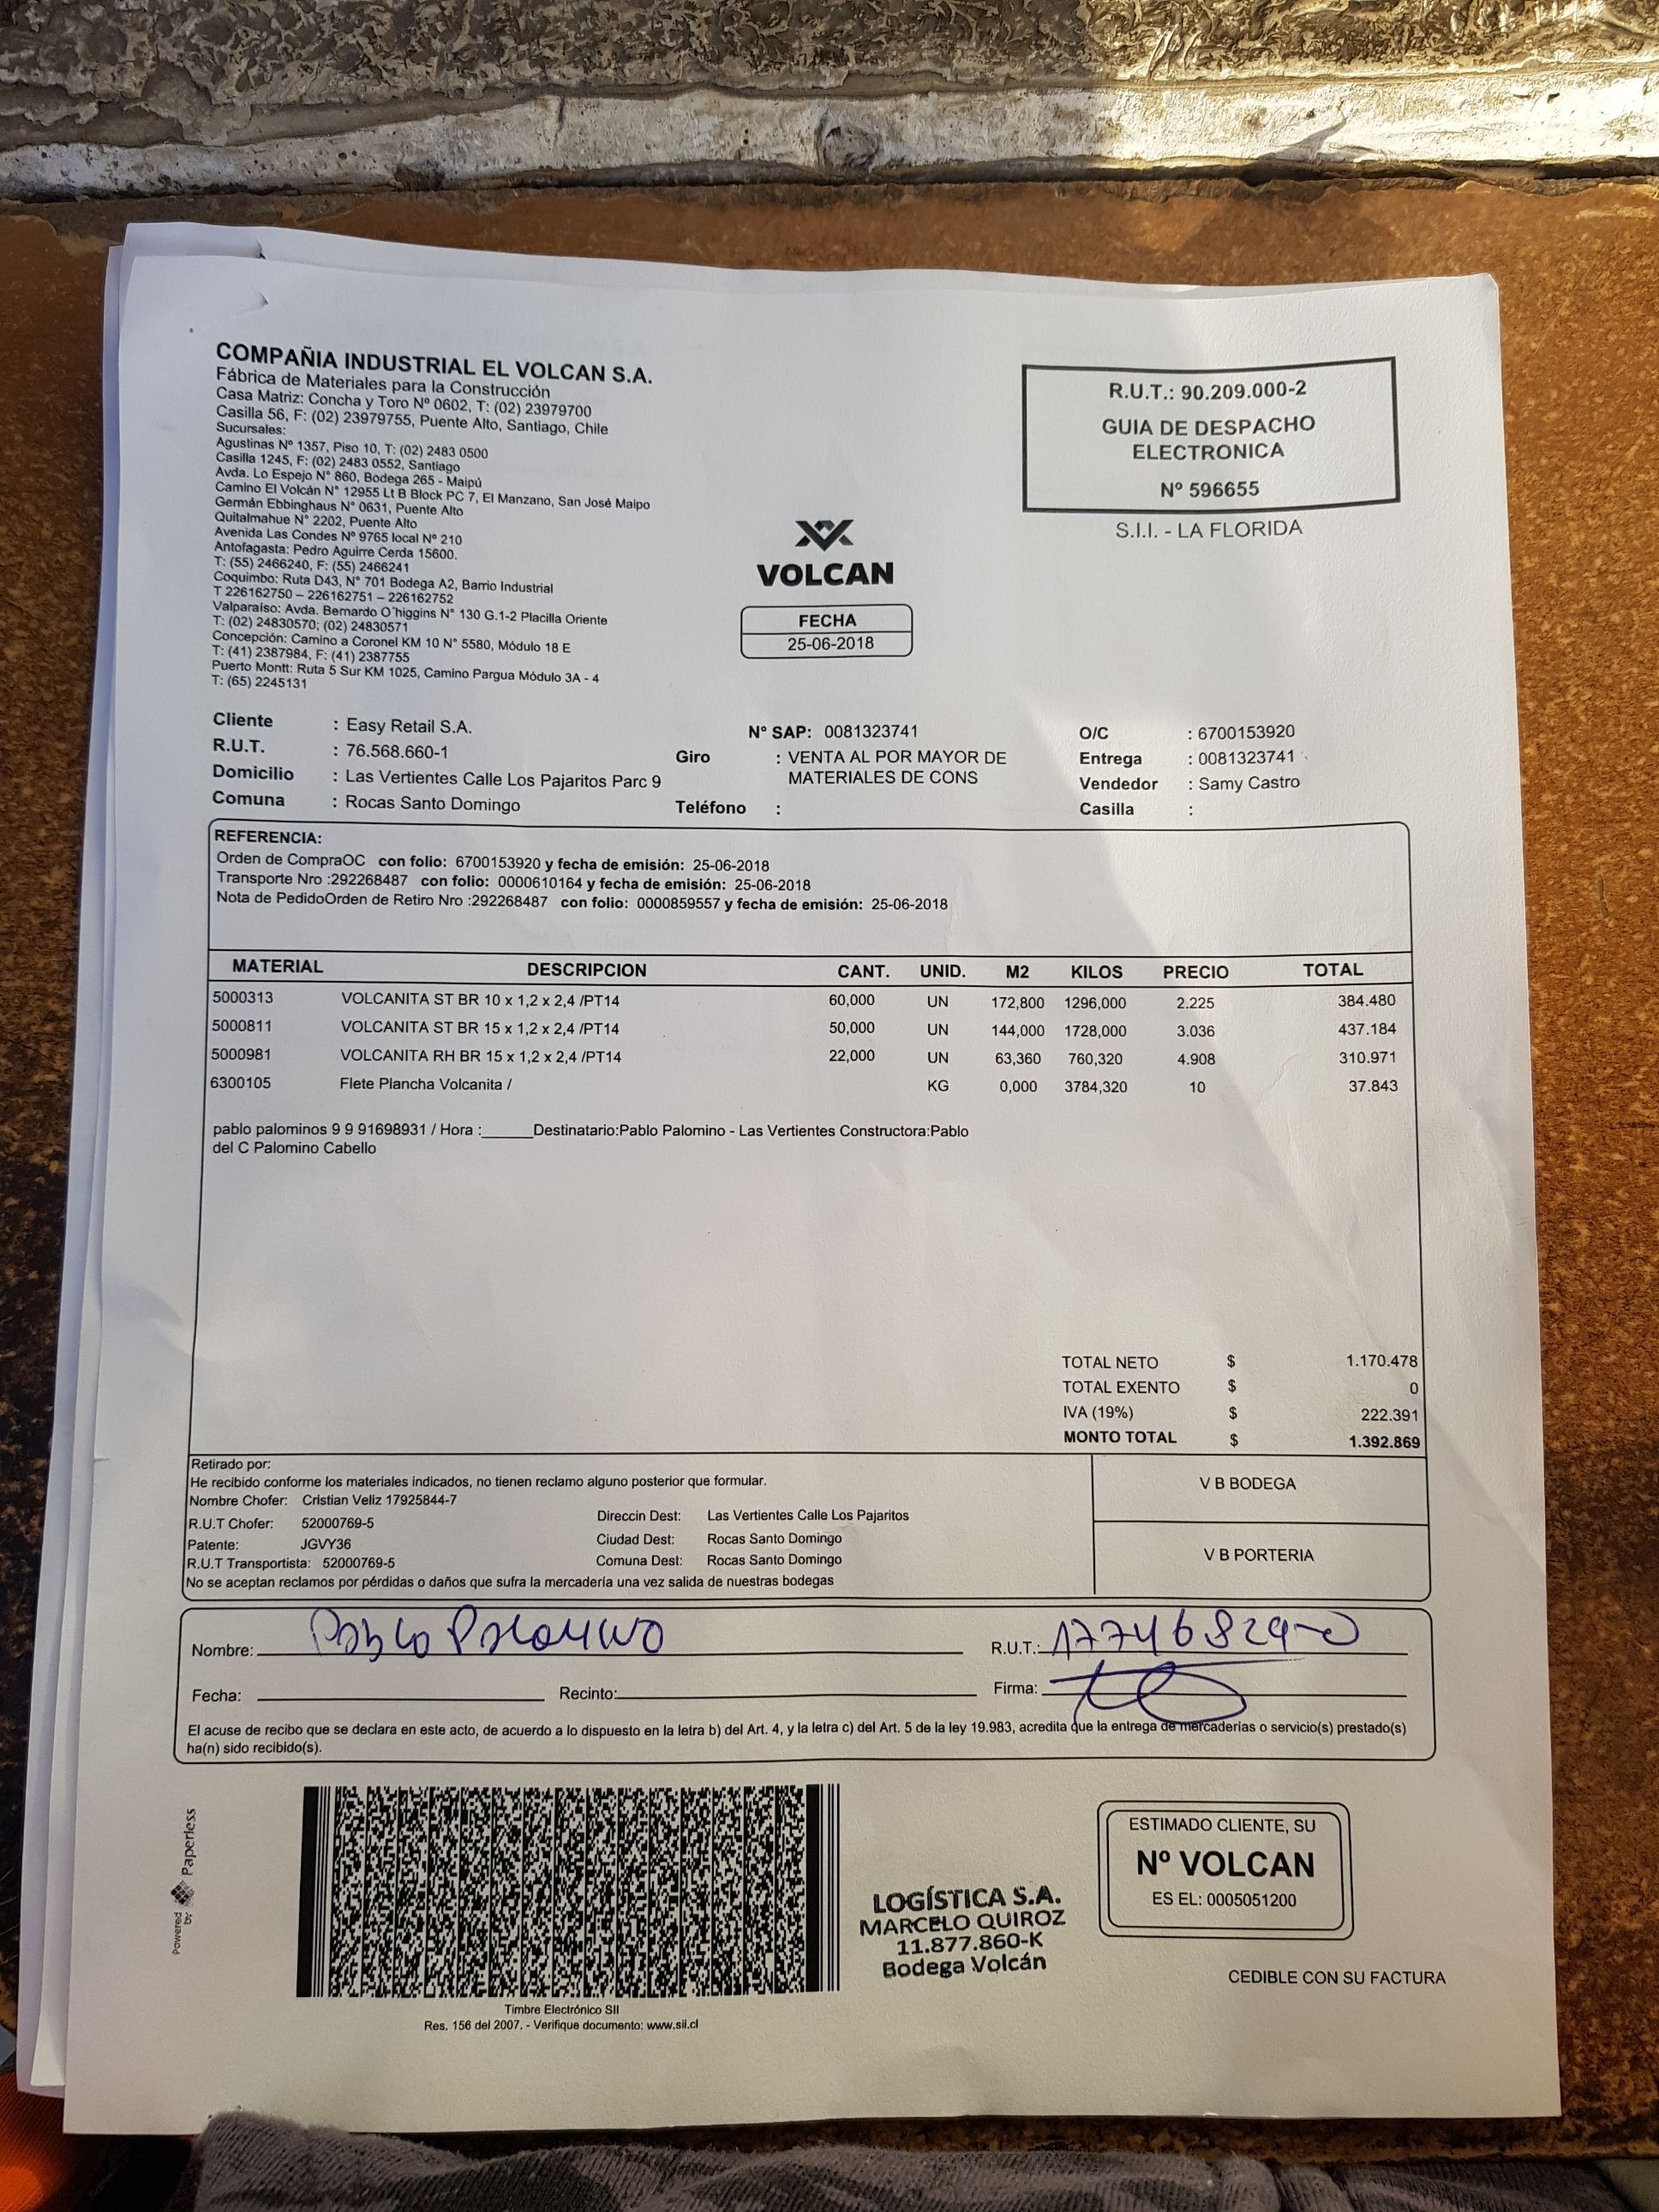 COMPAÑIA INDUSTRIAL EL VOLCAN S.A.
Fábrica de Materiales para la Construcción
Casa Matriz: Concha y Toro Nº 0602, T: (02) 23979700
Casilla 56, F: (02) 23979755, Puente Alto, Santiago, Chile
Sucursales:
Agustinas Nº 1357, Piso 10, T: (02) 2483 0500
Casilla 1245, F: (02) 2483 0552, Santiago
Avda. Lo Espejo N° 860, Bodega 265 - Maipú
Camino El Volcán N° 12955 Lt B Block PC 7, El Manzano, San José Maipo
Germán Ebbinghaus N° 0631, Puente Alto
Quitalmahue N° 2202, Puente Alto
Avenida Las Condes Nº 9765 local Nº 210
Antofagasta: Pedro Aguirre Cerda 15600.
T: (55) 2466240, F: (55) 2466241
Coquimbo: Ruta D43, N° 701 Bodega A2, Barrio Industrial
T 226162750 – 226162751 – 226162752
Valparaíso: Avda. Bernardo O´higgins N° 130 G.1-2 Placilla Oriente
T: (02) 24830570; (02) 24830571
Concepción: Camino a Coronel KM 10 N° 5580, Módulo 18 E
T: (41) 2387984, F: (41) 2387755
Puerto Montt: Ruta 5 Sur KM 1025, Camino Pargua Módulo 3A - 4
T: (65) 2245131
R.U.T.: 90.209.000-2
GUIA DE DESPACHO
ELECTRONICA
Nº 596655
S.I.I. - LA FLORIDA
VOLCAN
FECHA
25-06-2018
Cliente : Easy Retail S.A. N° SAP: 0081323741 O/C : 6700153920
R.U.T. : 76.568.660-1 Giro : VENTA AL POR MAYOR DE Entrega : 0081323741
Domicilio : Las Vertientes Calle Los Pajaritos Parc 9 MATERIALES DE CONS Vendedor : Samy Castro
Comuna : Rocas Santo Domingo Teléfono : Casilla :
REFERENCIA:
Orden de CompraOC con folio: 6700153920 y fecha de emisión: 25-06-2018
Transporte Nro :292268487 con folio: 0000610164 y fecha de emisión: 25-06-2018
Nota de PedidoOrden de Retiro Nro :292268487 con folio: 0000859557 y fecha de emisión: 25-06-2018
MATERIAL DESCRIPCION CANT. UNID. M2 KILOS PRECIO TOTAL
5000313 VOLCANITA ST BR 10 x 1,2 x 2,4 /PT14 60,000 UN 172,800 1296,000 2.225 384.480
5000811 VOLCANITA ST BR 15 x 1,2 x 2,4 /PT14 50,000 UN 144,000 1728,000 3.036 437.184
5000981 VOLCANITA RH BR 15 x 1,2 x 2,4 /PT14 22,000 UN 63,360 760,320 4.908 310.971
6300105 Flete Plancha Volcanita / KG 0,000 3784,320 10 37.843
pablo palominos 9 9 91698931 / Hora :______Destinatario:Pablo Palomino - Las Vertientes Constructora:Pablo
del C Palomino Cabello
TOTAL NETO $ 1.170.478
TOTAL EXENTO $ 0
IVA (19%) $ 222.391
MONTO TOTAL $ 1.392.869
Retirado por:
He recibido conforme los materiales indicados, no tienen reclamo alguno posterior que formular.
Nombre Chofer: Cristian Veliz 17925844-7
R.U.T Chofer: 52000769-5 Direccin Dest: Las Vertientes Calle Los Pajaritos
Patente: JGVY36 Ciudad Dest: Rocas Santo Domingo
R.U.T Transportista: 52000769-5 Comuna Dest: Rocas Santo Domingo
No se aceptan reclamos por pérdidas o daños que sufra la mercadería una vez salida de nuestras bodegas
V B BODEGA
V B PORTERIA
Nombre: Pablo Palomino R.U.T.: 17746829-0
Fecha: Recinto: Firma:
El acuse de recibo que se declara en este acto, de acuerdo a lo dispuesto en la letra b) del Art. 4, y la letra c) del Art. 5 de la ley 19.983, acredita que la entrega de mercaderías o servicio(s) prestado(s)
ha(n) sido recibido(s).
Powered by: Paperless
Timbre Electrónico SII
Res. 156 del 2007. - Verifique documento: www.sii.cl
LOGÍSTICA S.A.
MARCELO QUIROZ
11.877.860-K
Bodega Volcán
ESTIMADO CLIENTE, SU
Nº VOLCAN
ES EL: 0005051200
CEDIBLE CON SU FACTURA